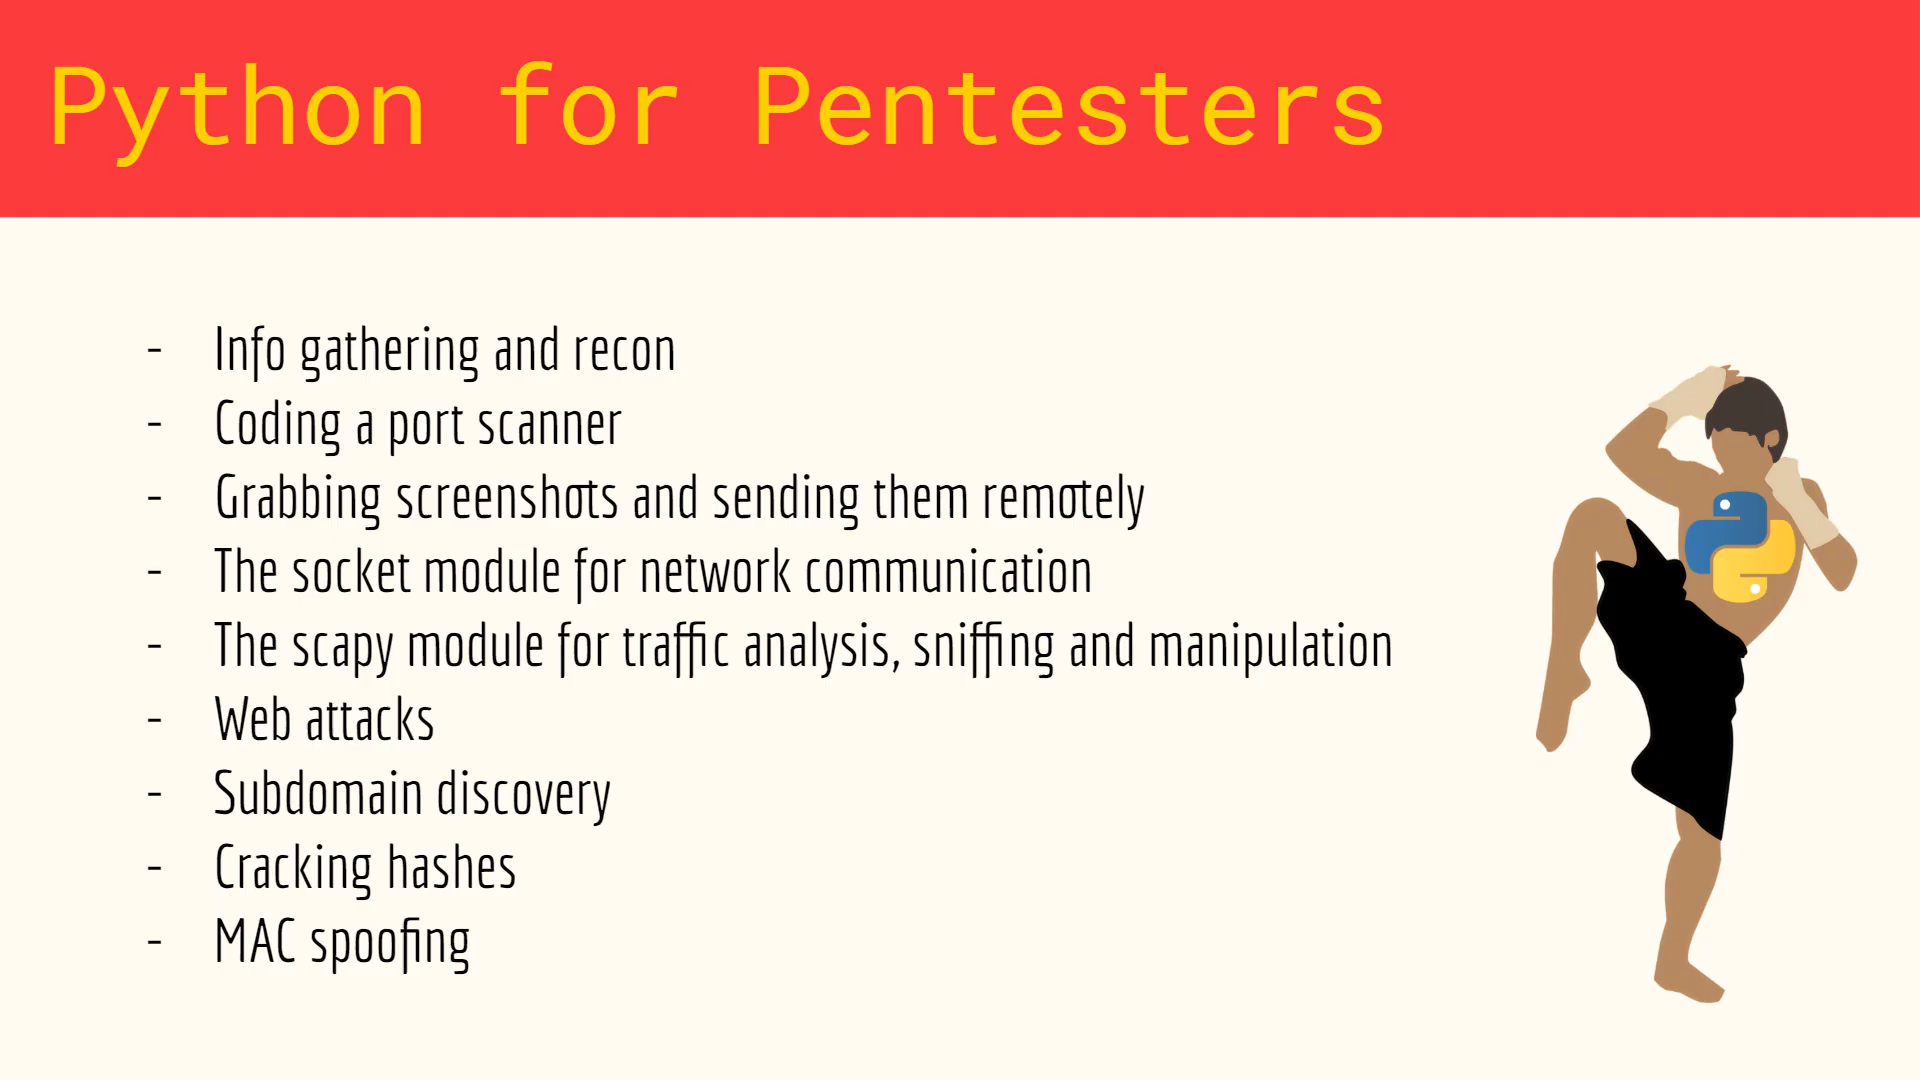 Python for Pentesters
- Info gathering and recon
- Coding a port scanner
- Grabbing screenshots and sending them remotely
- The socket module for network communication
- The scapy module for traffic analysis, sniffing and manipulation
- Web attacks
- Subdomain discovery
- Cracking hashes
- MAC spoofing